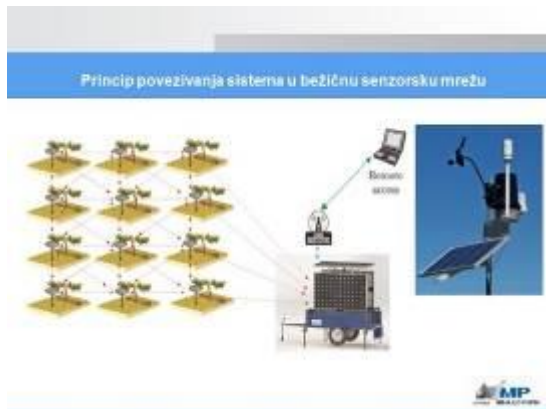 Princip povezivanja sistema u bežičnu senzorsku mrežu
Remote
access
MP